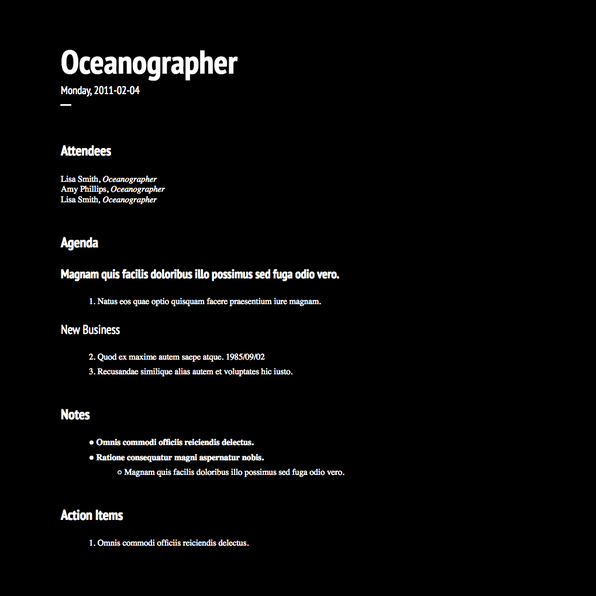 Oceanographer
Monday, 2011-02-04
Attendees
Lisa Smith, Oceanographer
Amy Phillips, Oceanographer
Lisa Smith, Oceanographer
Agenda
Magnam quis facilis doloribus illo possimus sed fuga odio vero.
1. Natus eos quae optio quisquam facere praesentium iure magnam.
New Business
2. Quod ex maxime autem saepe atque. 1985/09/02
3. Recusandae similique alias autem et voluptates hic iusto.
Notes
● Omnis commodi officiis reiciendis delectus.
● Ratione consequatur magni aspernatur nobis.
○ Magnam quis facilis doloribus illo possimus sed fuga odio vero.
Action Items
1. Omnis commodi officiis reiciendis delectus.